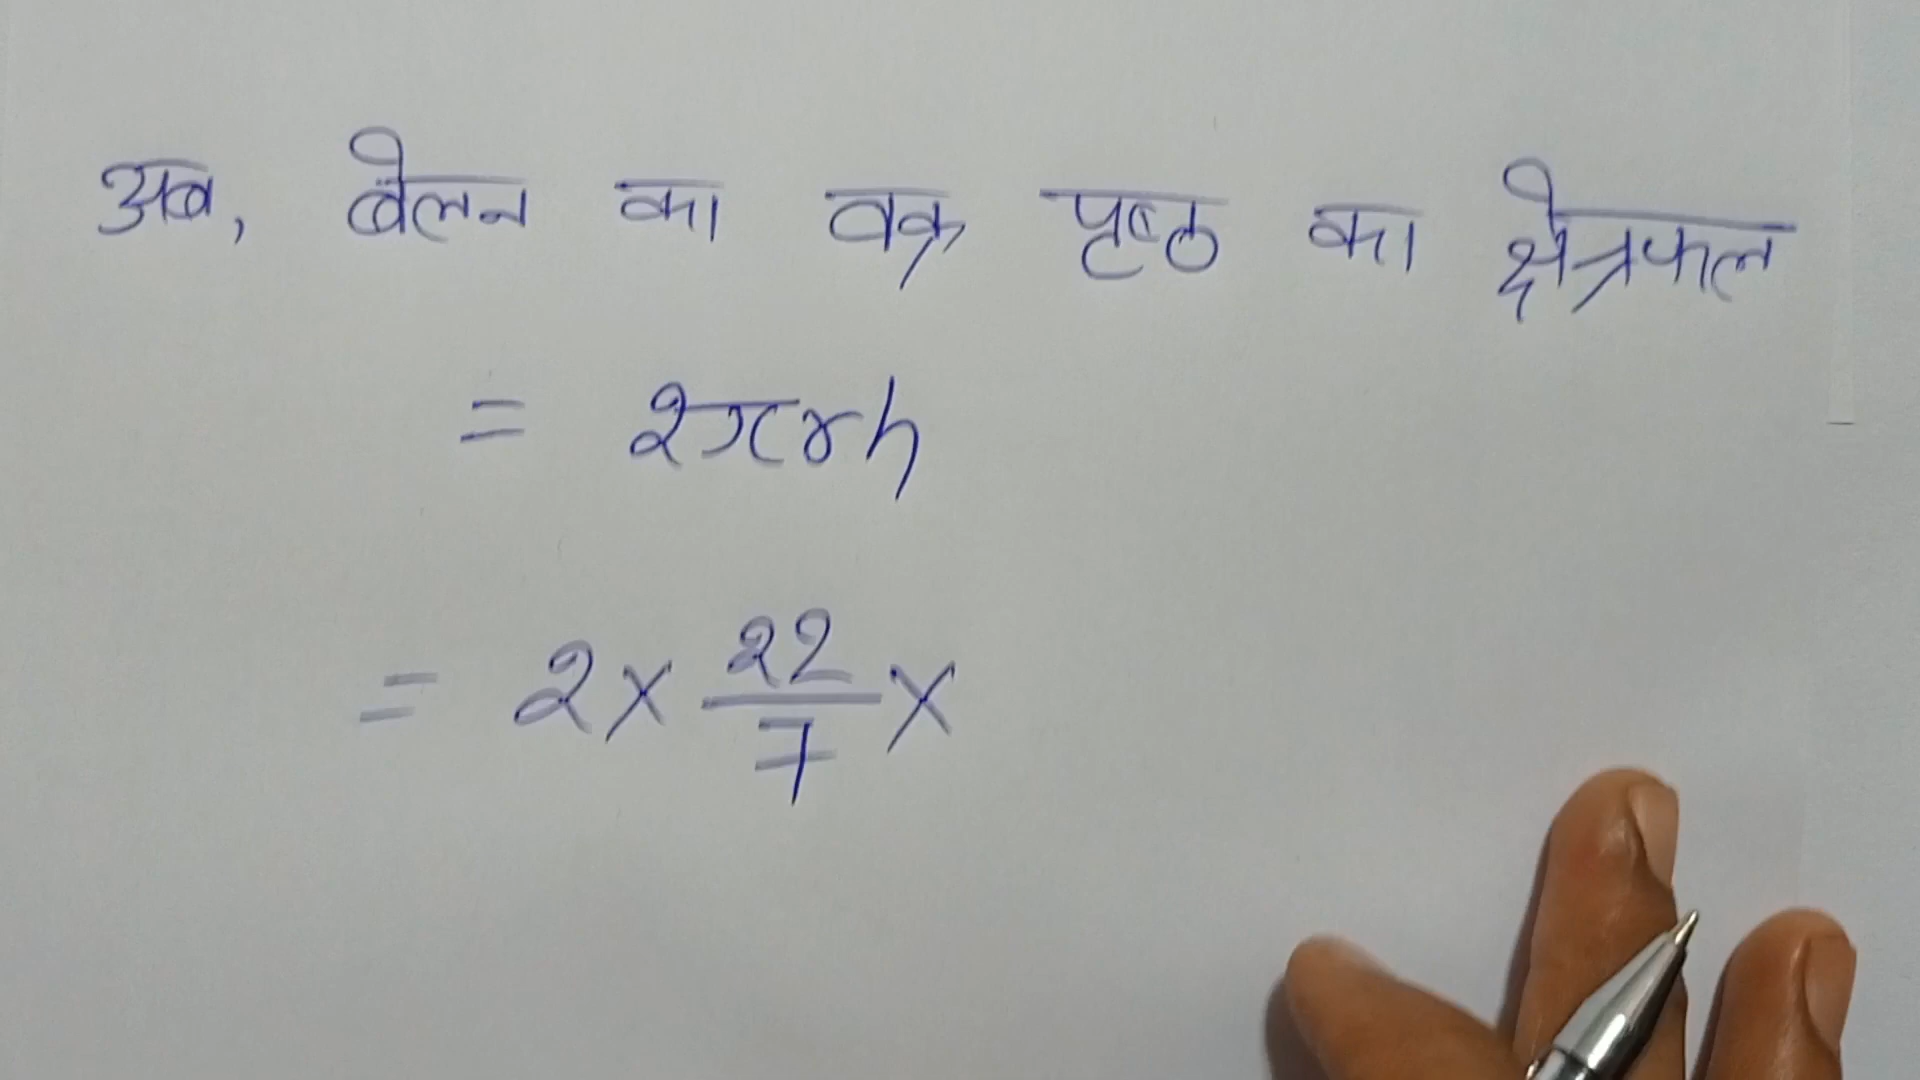 अब, बेलन का वक्र पृष्ठ का क्षेत्रफल
= 2πrh
= 2 × 22/7 ×